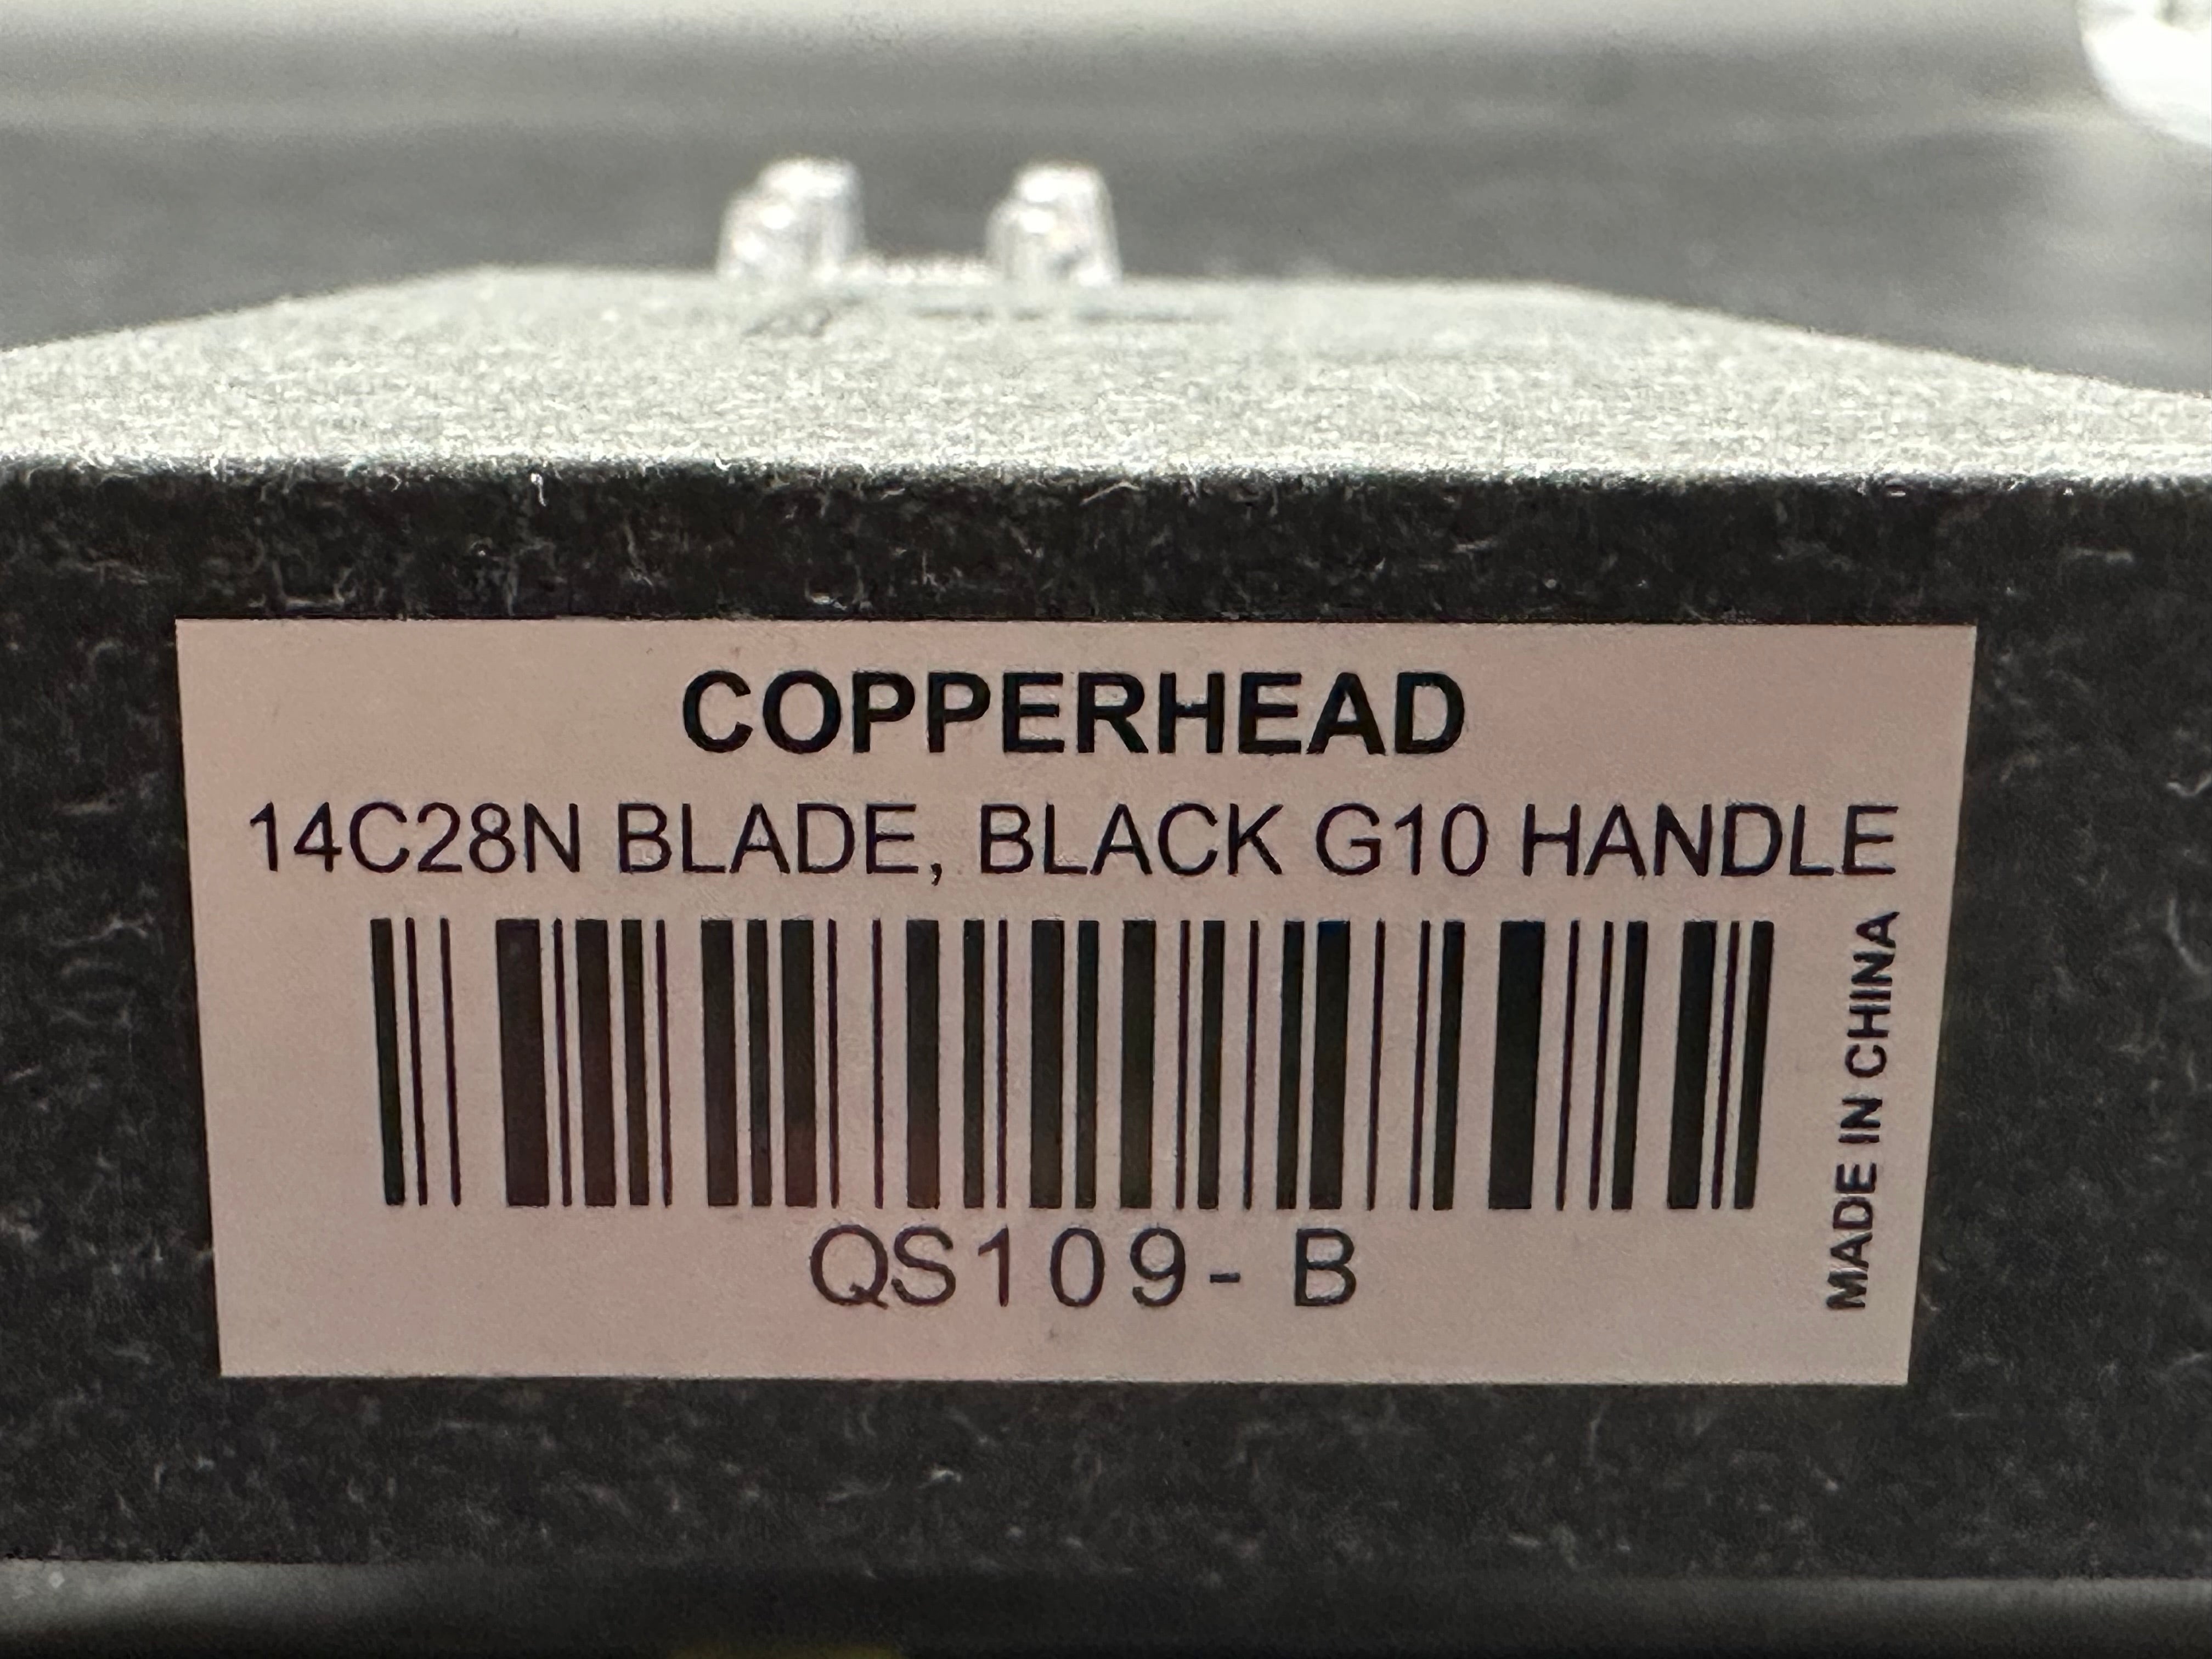 COPPERHEAD
14C28N BLADE, BLACK G10 HANDLE
QS109- B
MADE IN CHINA